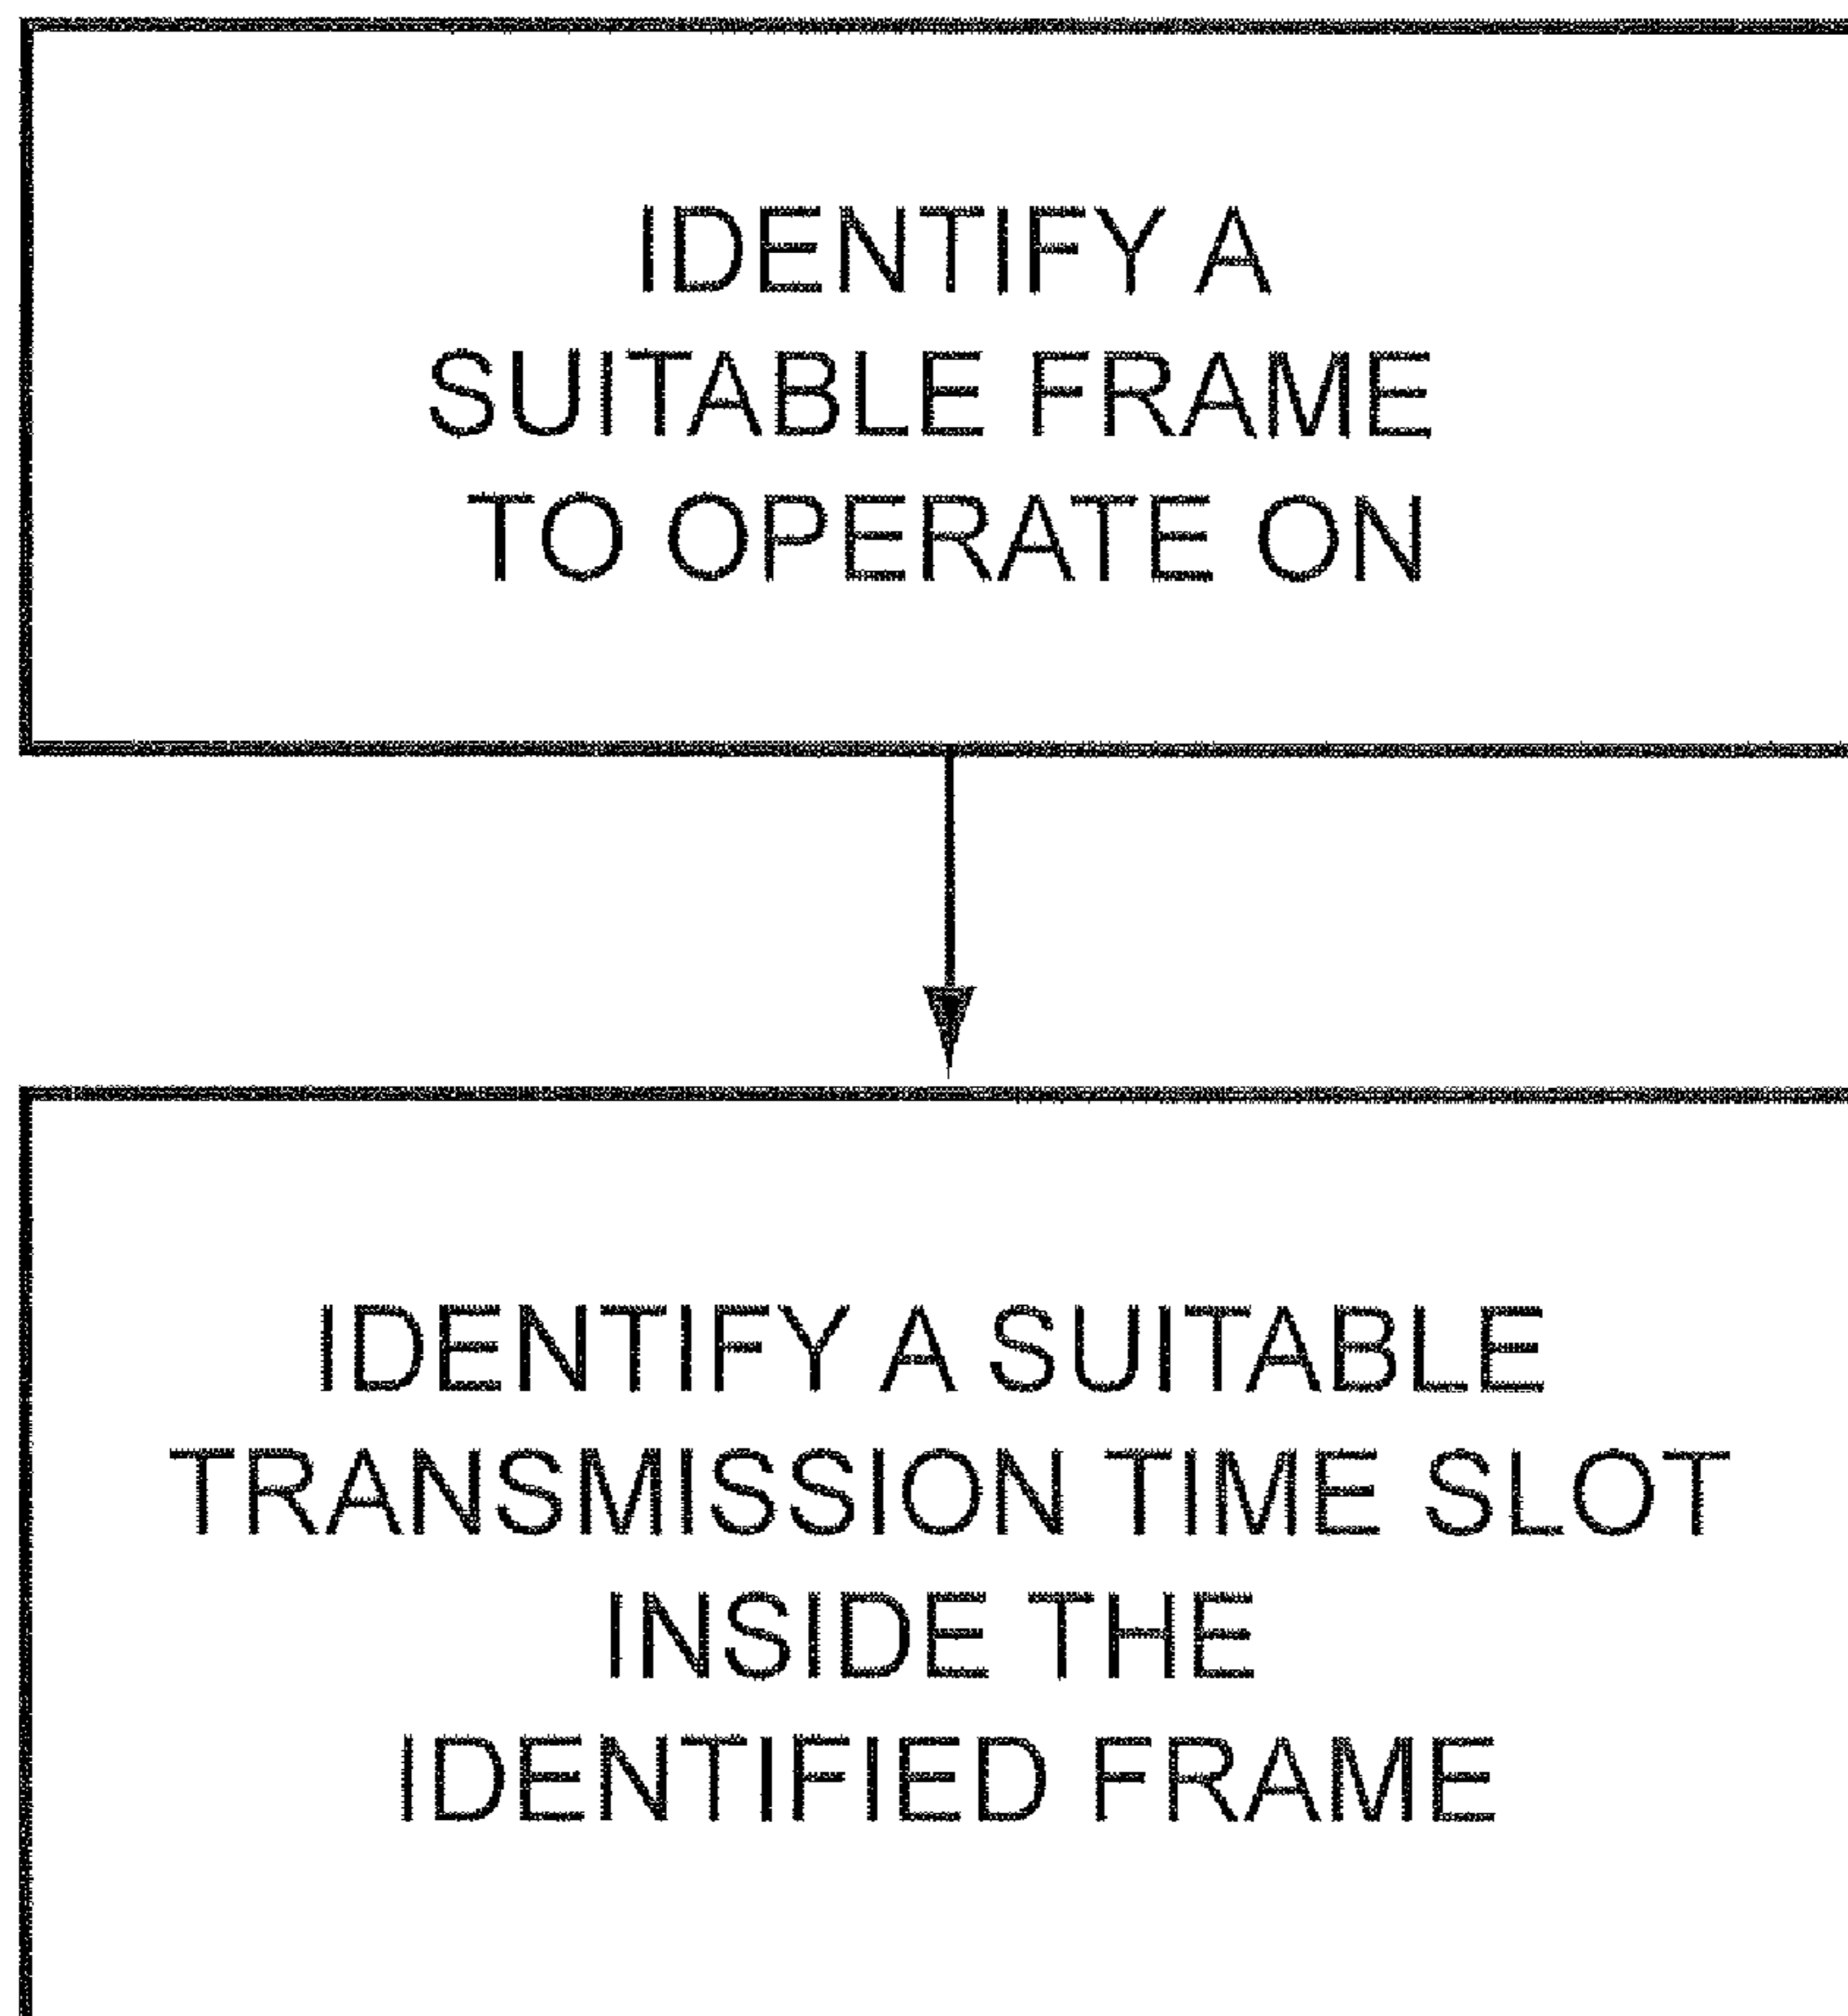 IDENTIFY A
SUITABLE FRAME
TO OPERATE ON
IDENTIFY A SUITABLE
TRANSMISSION TIME SLOT
INSIDE THE
IDENTIFIED FRAME